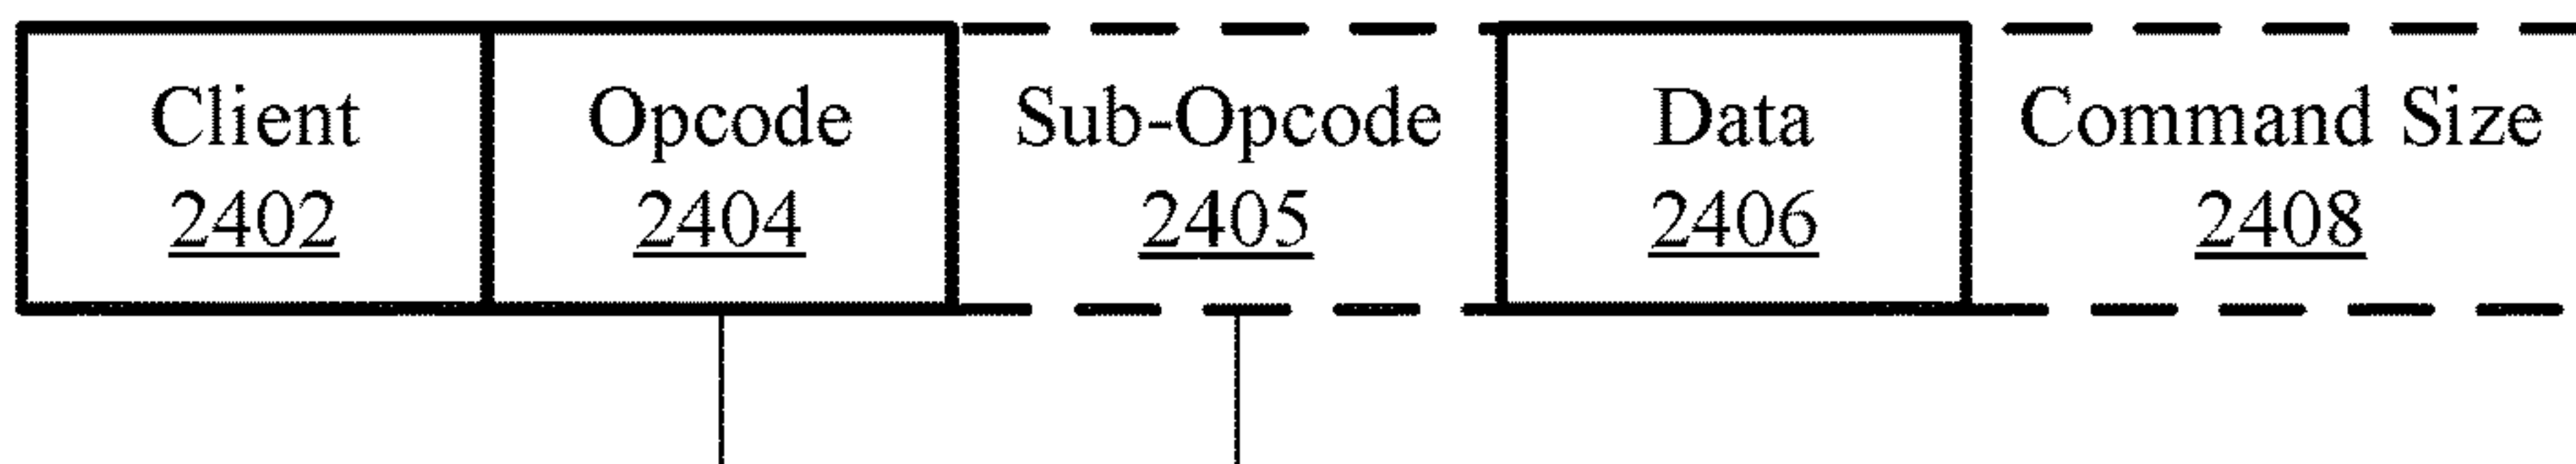 Client
2402
Opcode
2404
Sub-Opcode
2405
Data
2406
Command Size
2408